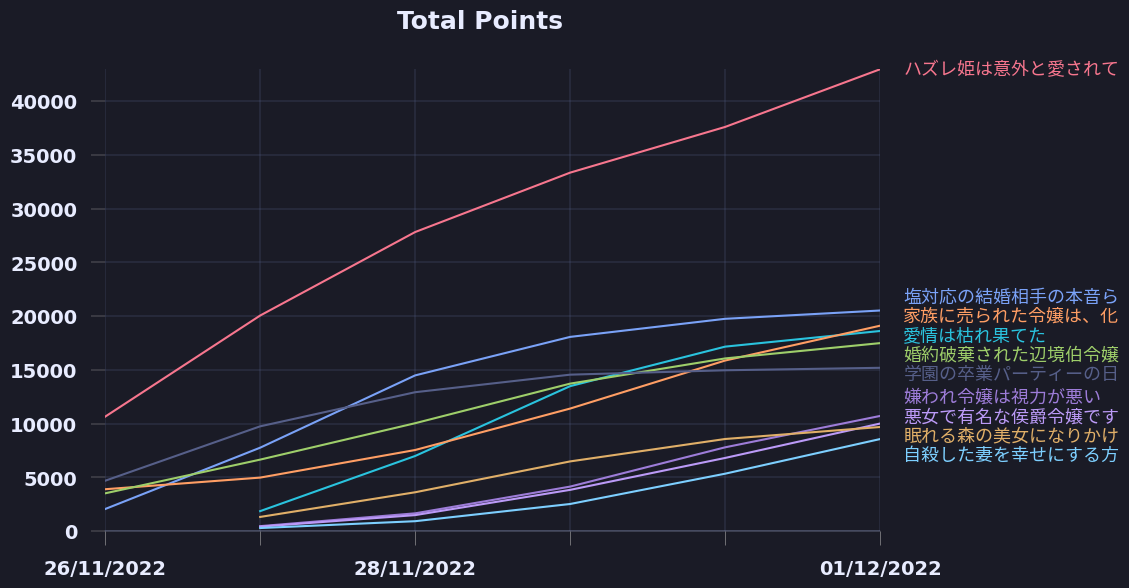 Total Points
40000
35000
30000
25000
20000
15000
10000
5000
0
26/11/2022
28/11/2022
01/12/2022
ハズレ姫は意外と愛されて
塩対応の結婚相手の本音ら
家族に売られた令嬢は、化
愛情は枯れ果てた
婚約破棄された辺境伯令嬢
学園の卒業パーティーの日
嫌われ令嬢は視力が悪い
悪女で有名な侯爵令嬢です
眠れる森の美女になりかけ
自殺した妻を幸せにする方